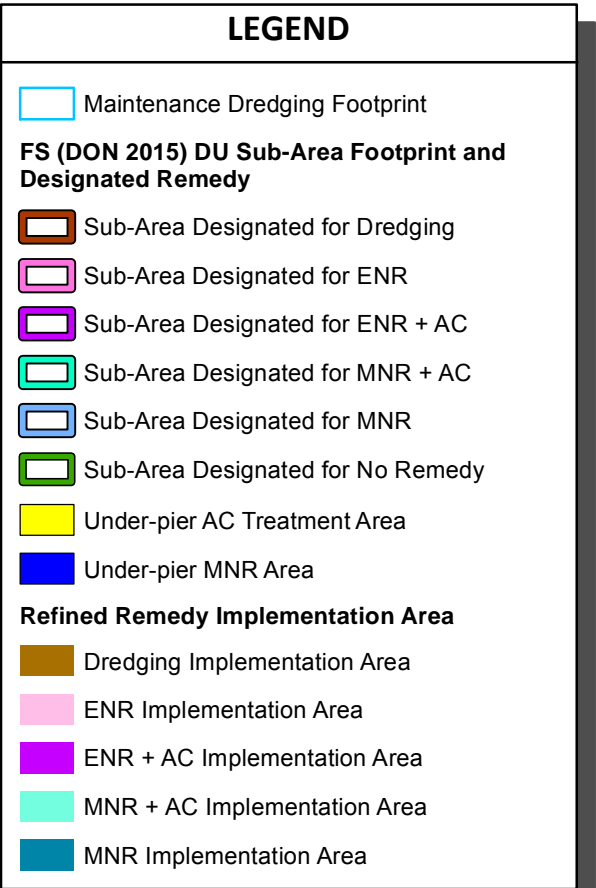 LEGEND
Maintenance Dredging Footprint
FS (DON 2015) DU Sub-Area Footprint and
Designated Remedy
Sub-Area Designated for Dredging
Sub-Area Designated for ENR
Sub-Area Designated for ENR + AC
Sub-Area Designated for MNR + AC
Sub-Area Designated for MNR
Sub-Area Designated for No Remedy
Under-pier AC Treatment Area
Under-pier MNR Area
Refined Remedy Implementation Area
Dredging Implementation Area
ENR Implementation Area
ENR + AC Implementation Area
MNR + AC Implementation Area
MNR Implementation Area